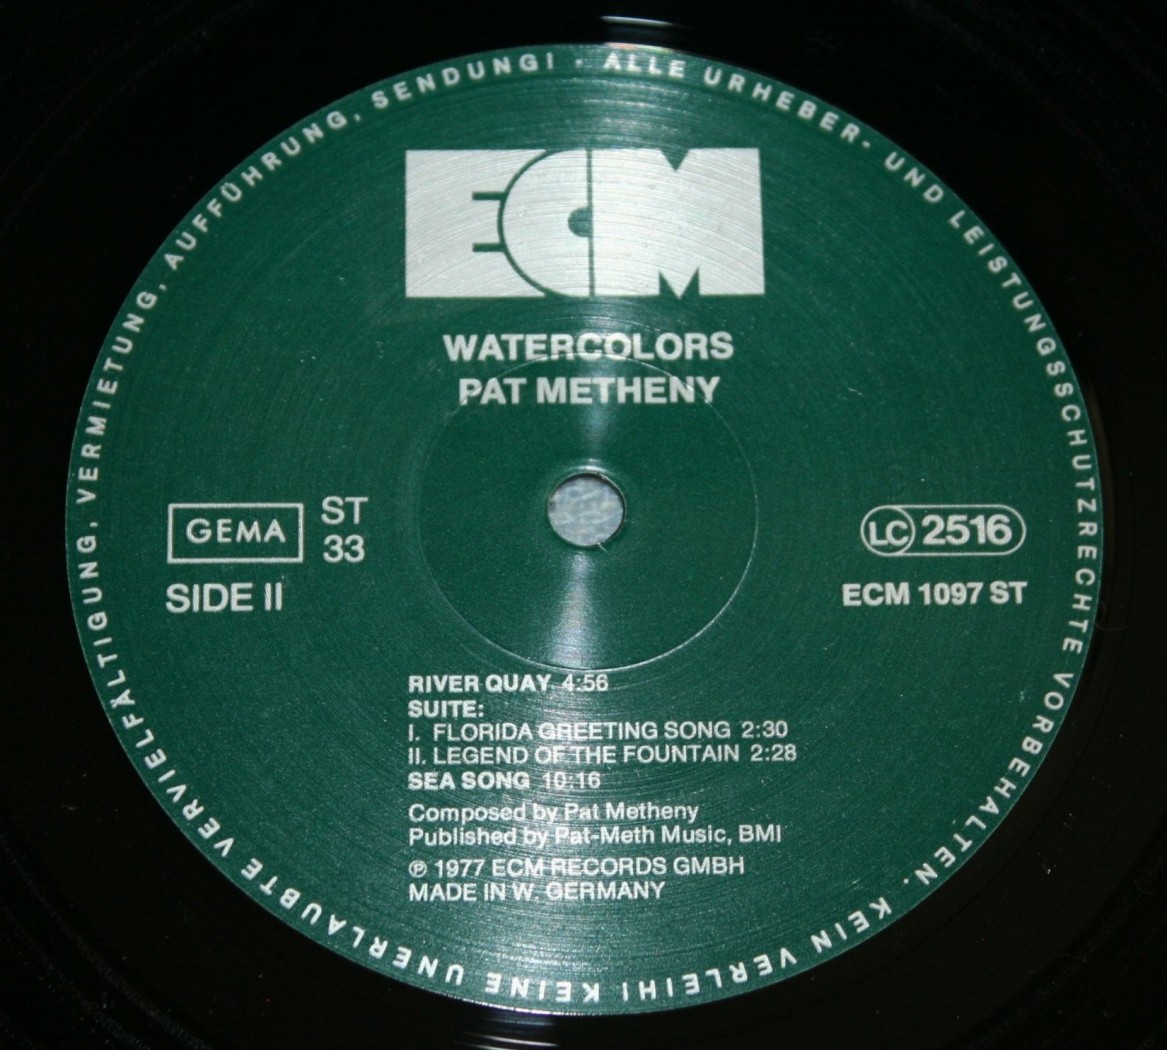 ALLE URHEBER- UND LEISTUNGSSCHUTZRECHTE VORBEHALTEN. KEIN VERLEIH! KEINE UNERLAUBTE VERVIELFÄLTIGUNG, VERMIETUNG, AUFFÜHRUNG, SENDUNG! ·
ECM
WATERCOLORS
PAT METHENY
GEMA
ST
33
SIDE II
LC 2516
ECM 1097 ST
RIVER QUAY 4:56
SUITE:
I. FLORIDA GREETING SONG 2:30
II. LEGEND OF THE FOUNTAIN 2:28
SEA SONG 10:16
Composed by Pat Metheny
Published by Pat-Meth Music, BMI
℗ 1977 ECM RECORDS GMBH
MADE IN W. GERMANY